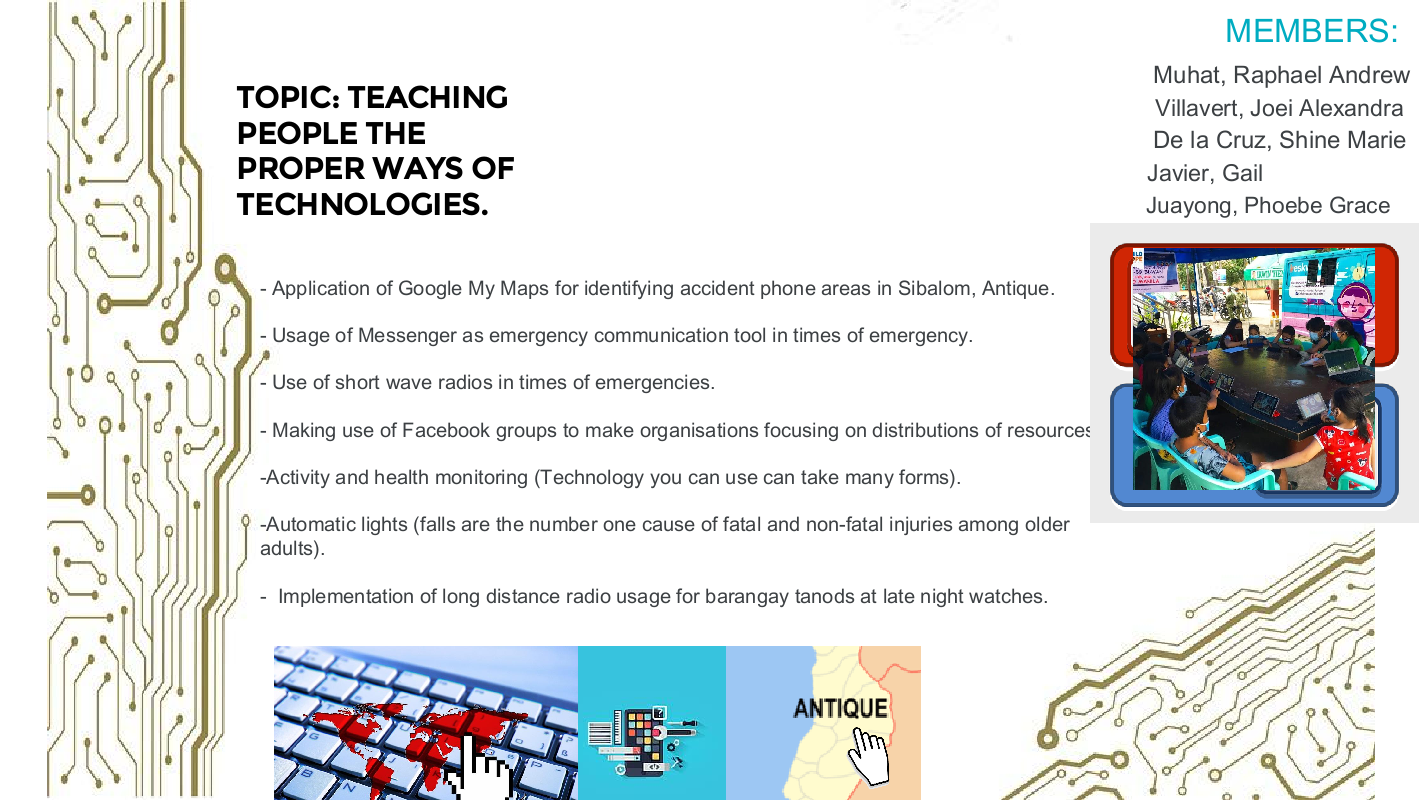 MEMBERS:
Muhat, Raphael Andrew
Villavert, Joei Alexandra
De la Cruz, Shine Marie
Javier, Gail
Juayong, Phoebe Grace
TOPIC: TEACHING
PEOPLE THE
PROPER WAYS OF
TECHNOLOGIES.
- Application of Google My Maps for identifying accident phone areas in Sibalom, Antique.
- Usage of Messenger as emergency communication tool in times of emergency.
- Use of short wave radios in times of emergencies.
- Making use of Facebook groups to make organisations focusing on distributions of resources
-Activity and health monitoring (Technology you can use can take many forms).
-Automatic lights (falls are the number one cause of fatal and non-fatal injuries among older
adults).
-  Implementation of long distance radio usage for barangay tanods at late night watches.
ANTIQUE